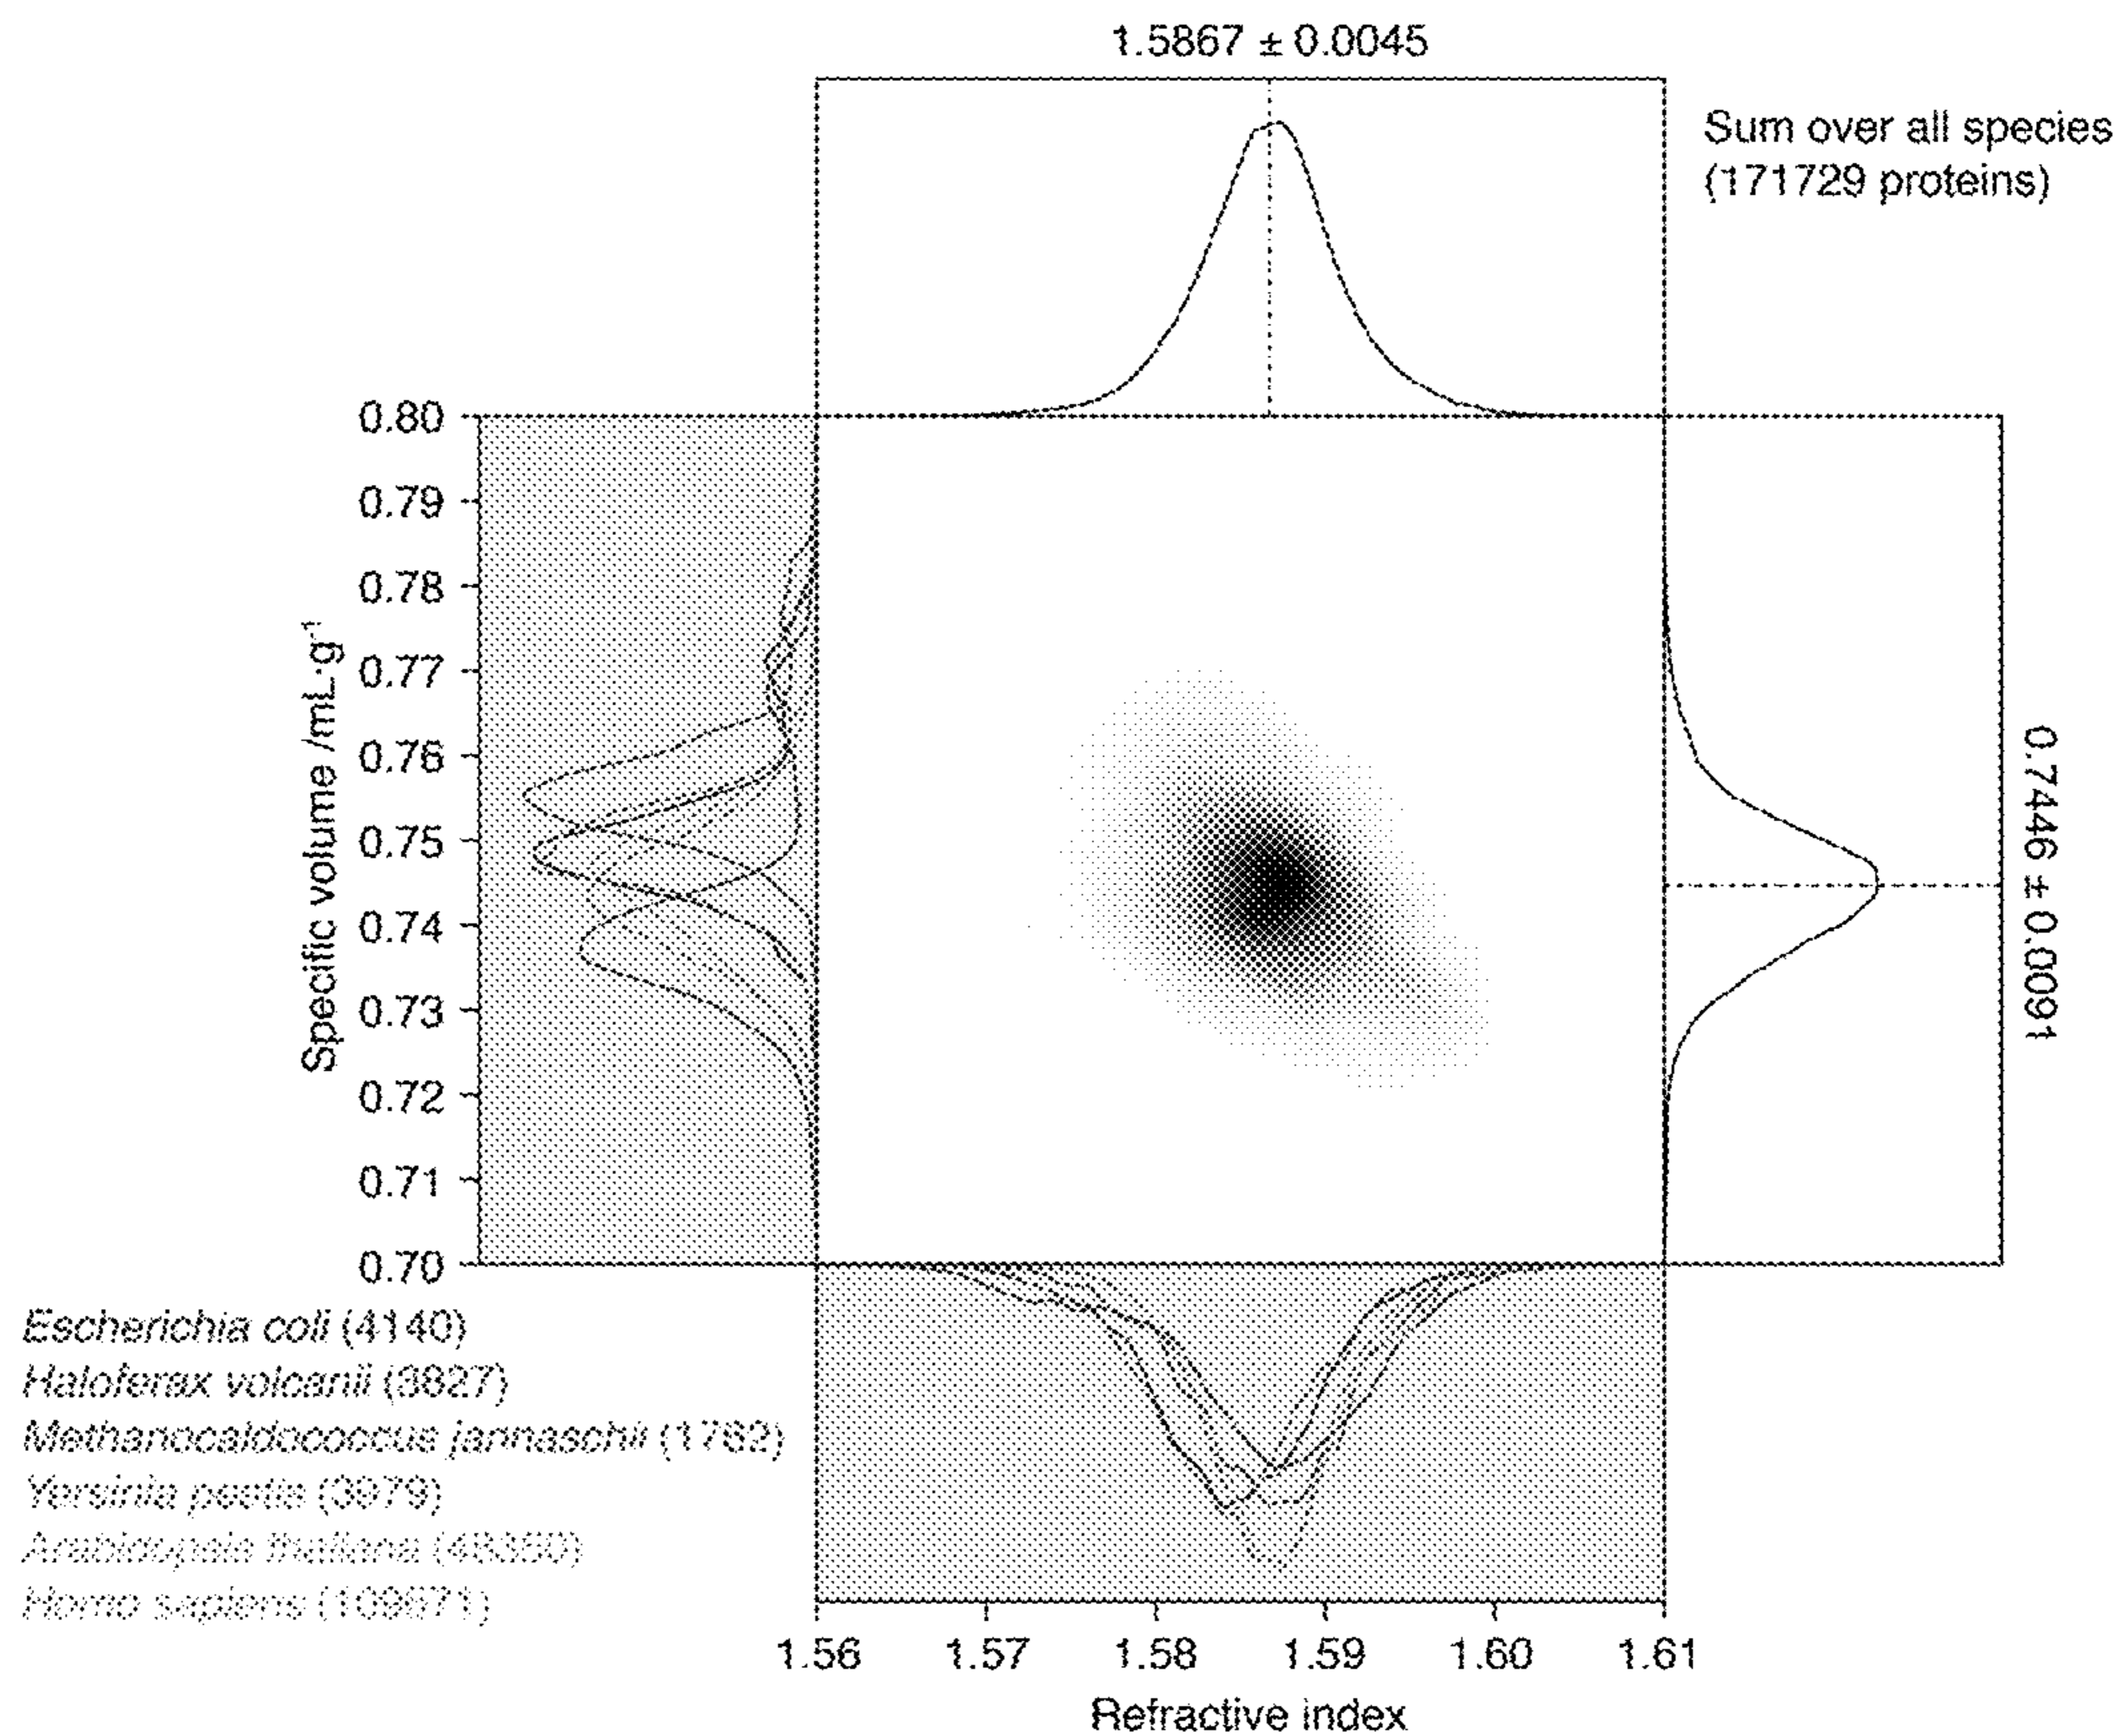 1.5867 ± 0.0045
Sum over all species
(171729 proteins)
0.80
0.79
0.78
0.77
0.76
0.75
0.74
0.73
0.72
0.71
0.70
Specific volume /mL·g⁻¹
0.7446 ± 0.0091
Escherichia coli (4140)
Haloferax volcanii (3827)
Methanocaldococcus jannaschii (1782)
Yersinia pestis (3979)
Arabidopsis thaliana
Homo sapiens
1.56
1.57
1.58
1.59
1.60
1.61
Refractive index